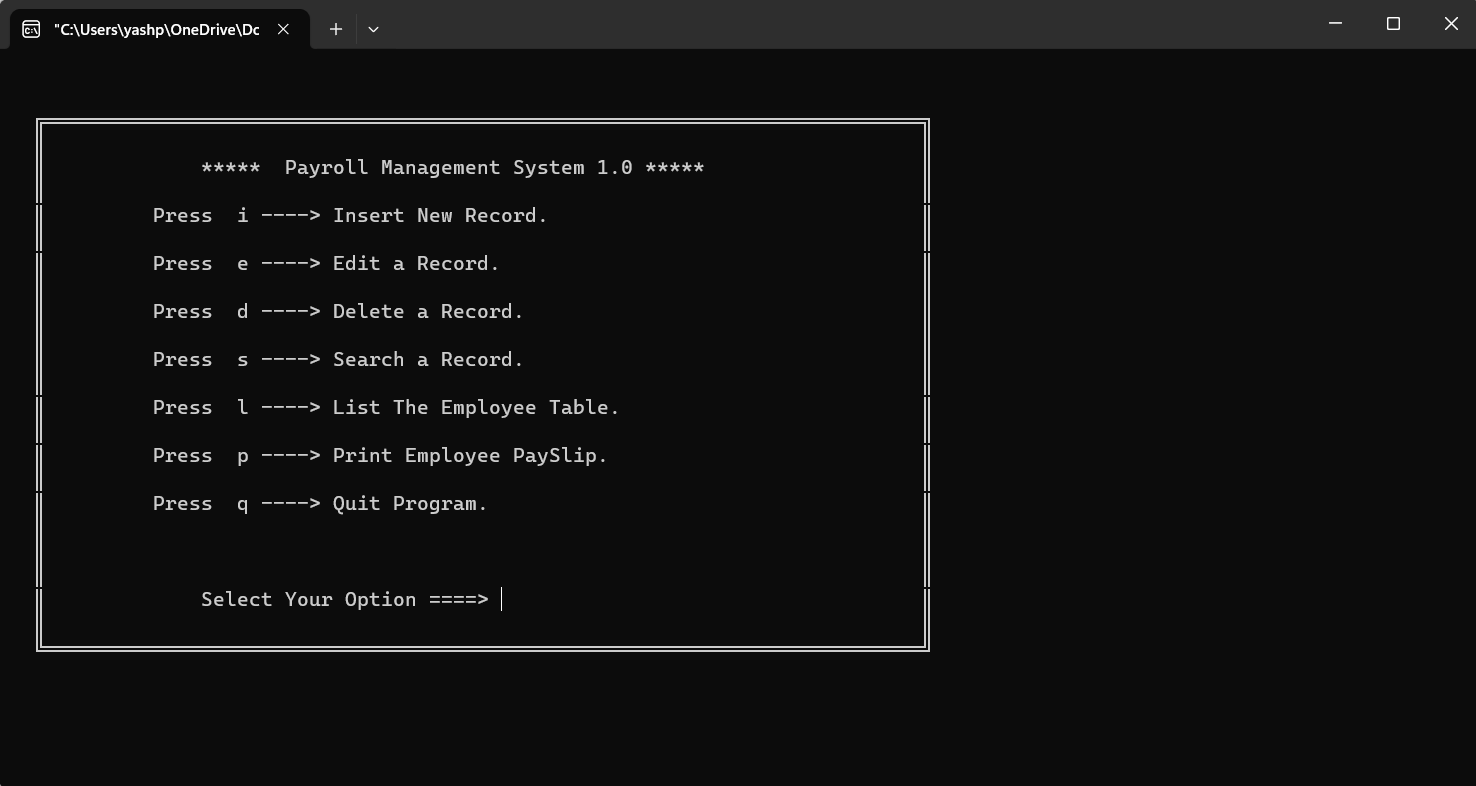 "C:\Users\yashp\OneDrive\Dc
***** Payroll Management System 1.0 *****
Press i ----> Insert New Record.
Press e ----> Edit a Record.
Press d ----> Delete a Record.
Press s ----> Search a Record.
Press l ----> List The Employee Table.
Press p ----> Print Employee PaySlip.
Press q ----> Quit Program.
Select Your Option ====>